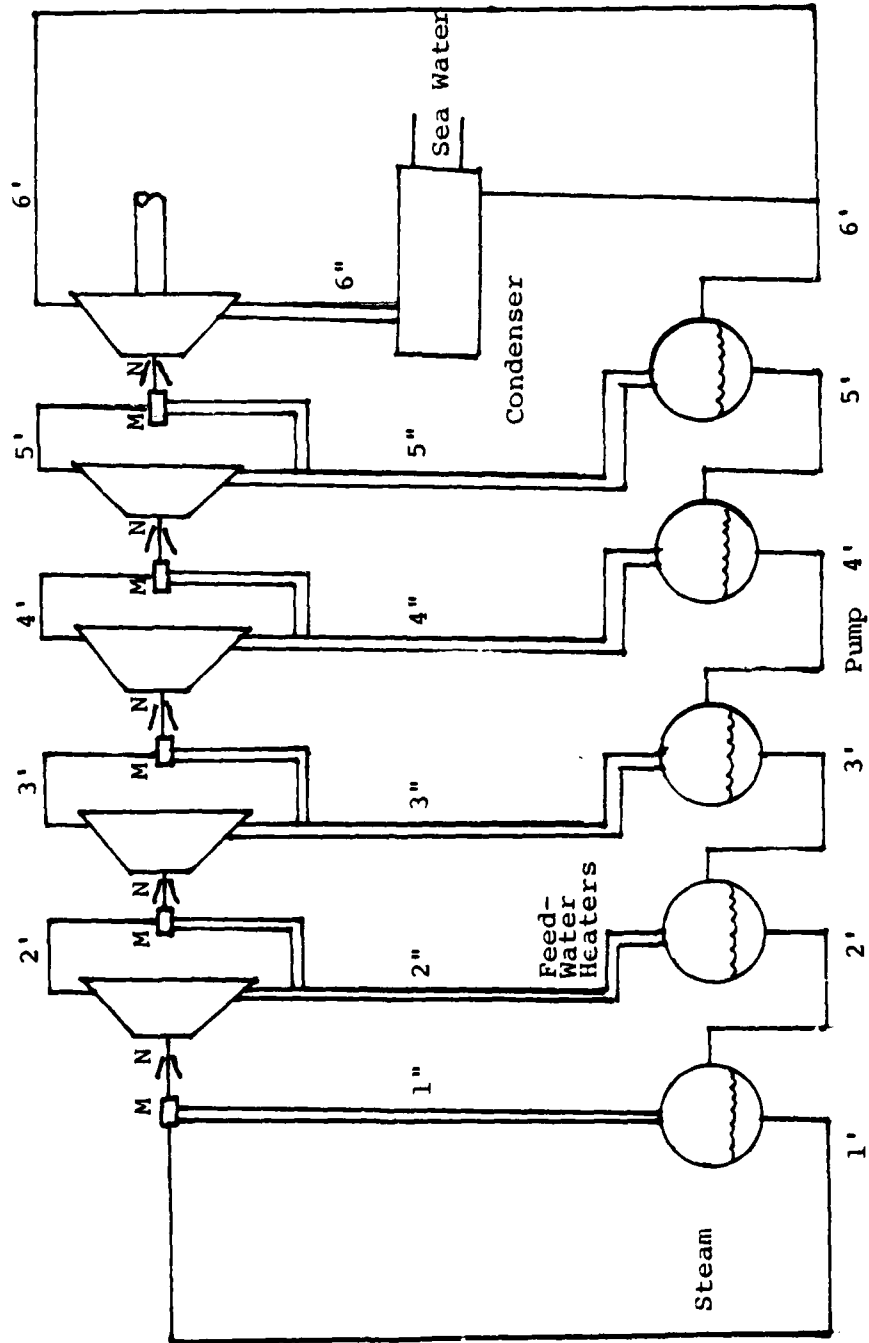 2' 3' 4' 5' 6'
M N M N M N M N M N
6"
1" 2" 3" 4" 5"
Sea Water
Condenser
Feed-
Water
Heaters
Steam
1' 2' 3' Pump 4' 5' 6'